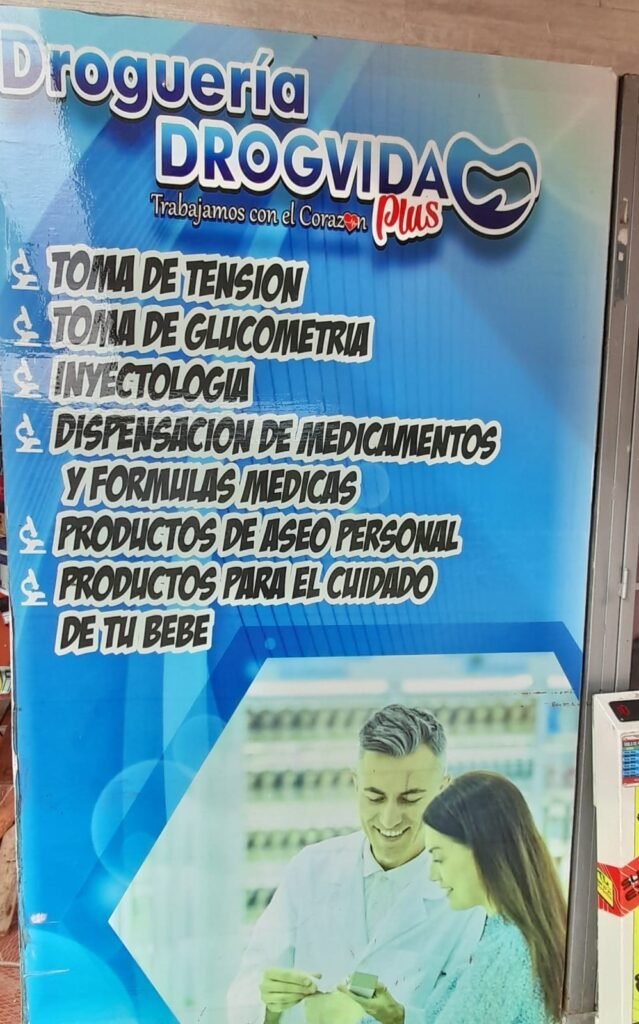 Droguería
DROGVIDA
Trabajamos con el Corazon Plus
TOMA DE TENSION
TOMA DE GLUCOMETRIA
INYECTOLOGIA
DISPENSACION DE MEDICAMENTOS
Y FORMULAS MEDICAS
PRODUCTOS DE ASEO PERSONAL
PRODUCTOS PARA EL CUIDADO
DE TU BEBE